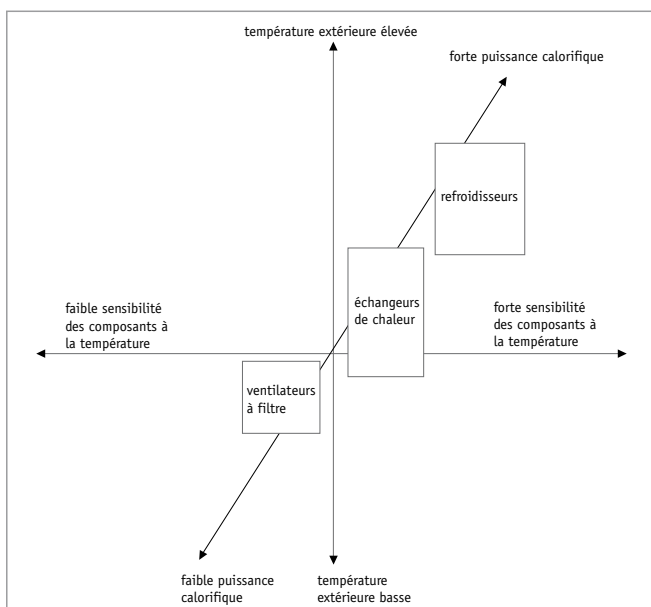 température extérieure élevée
forte puissance calorifique
refroidisseurs
échangeurs
de chaleur
faible sensibilité
des composants à
la température
forte sensibilité
des composants à
la température
ventilateurs
à filtre
faible puissance
calorifique
température
extérieure basse